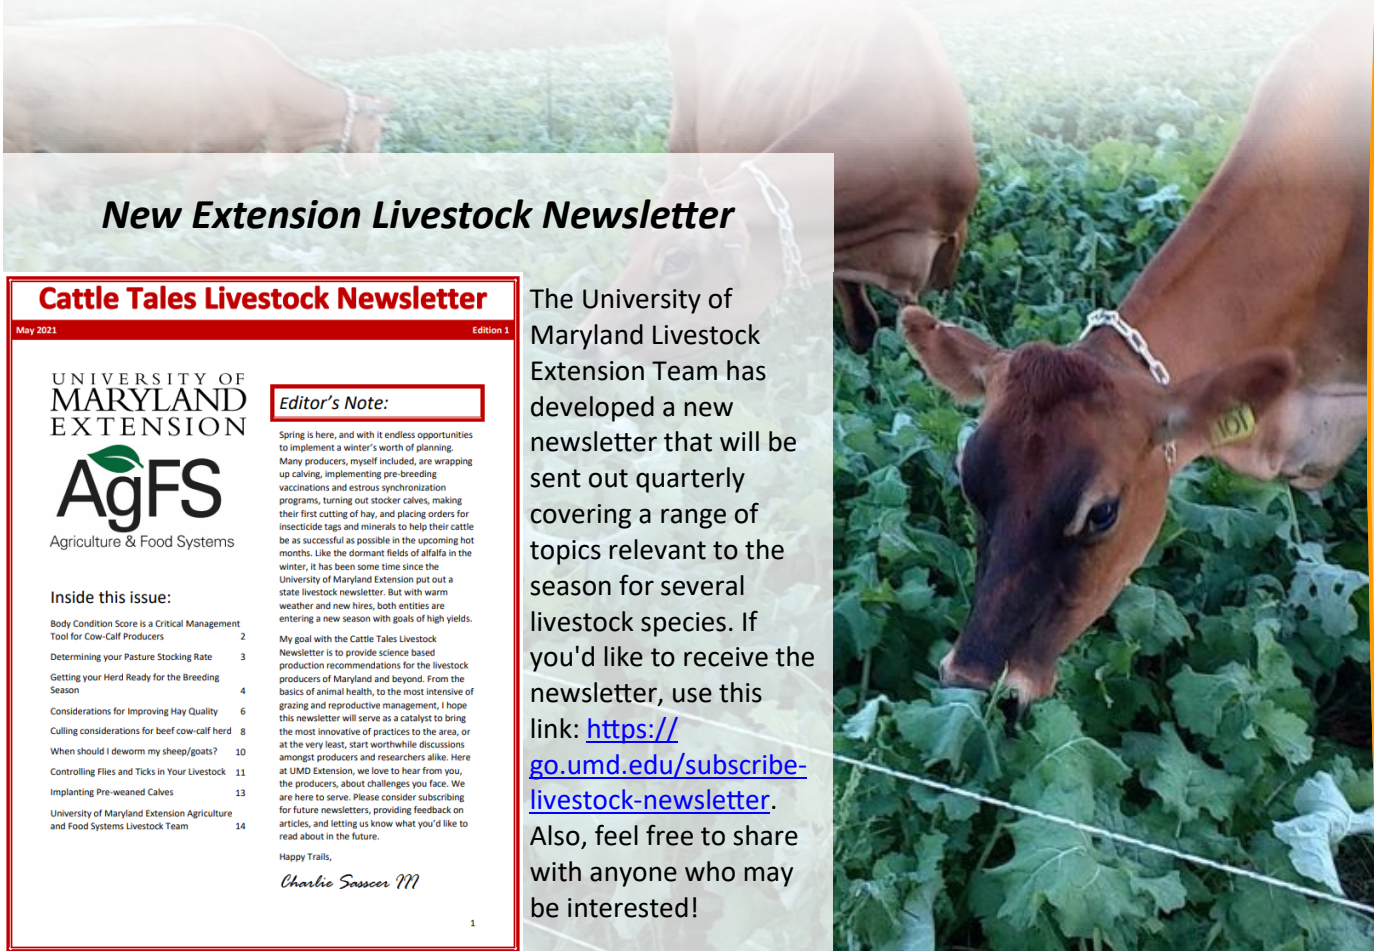 New Extension Livestock Newsletter
Cattle Tales Livestock Newsletter
May 2021 Edition 1
UNIVERSITY OF
MARYLAND
EXTENSION
AgFS
Agriculture & Food Systems
Inside this issue:
Body Condition Score is a Critical Management
Tool for Cow-Calf Producers 2
Determining your Pasture Stocking Rate 3
Getting your Herd Ready for the Breeding
Season 4
Considerations for Improving Hay Quality 6
Culling considerations for beef cow-calf herd 8
When should I deworm my sheep/goats? 10
Controlling Flies and Ticks in Your Livestock 11
Implanting Pre-weaned Calves 13
University of Maryland Extension Agriculture
and Food Systems Livestock Team 14
Editor's Note:
Spring is here, and with it endless opportunities
to implement a winter's worth of planning.
Many producers, myself included, are wrapping
up calving, implementing pre-breeding
vaccinations and estrous synchronization
programs, turning out stocker calves, making
their first cutting of hay, and placing orders for
insecticide tags and minerals to help their cattle
be as successful as possible in the upcoming hot
months. Like the dormant fields of alfalfa in the
winter, it has been some time since the
University of Maryland Extension put out a
state livestock newsletter. But with warm
weather and new hires, both entities are
entering a new season with goals of high yields.
My goal with the Cattle Tales Livestock
Newsletter is to provide science based
production recommendations for the livestock
producers of Maryland and beyond. From the
basics of animal health, to the most intensive of
grazing and reproductive management, I hope
this newsletter will serve as a catalyst to bring
the most innovative of practices to the area, or
at the very least, start worthwhile discussions
amongst producers and researchers alike. Here
at UMD Extension, we love to hear from you,
the producers, about challenges you face. We
are here to serve. Please consider subscribing
for future newsletters, providing feedback on
articles, and letting us know what you'd like to
read about in the future.
Happy Trails,
Charlie Sasscer III
1
The University of
Maryland Livestock
Extension Team has
developed a new
newsletter that will be
sent out quarterly
covering a range of
topics relevant to the
season for several
livestock species. If
you'd like to receive the
newsletter, use this
link: https://
go.umd.edu/subscribe-
livestock-newsletter.
Also, feel free to share
with anyone who may
be interested!
101